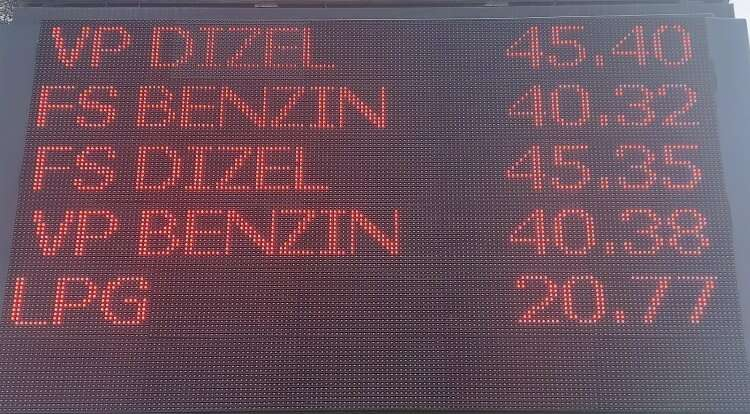 VP DIZEL 45.40
FS BENZIN 40.32
FS DIZEL 45.35
VP BENZIN 40.38
LPG 20.77